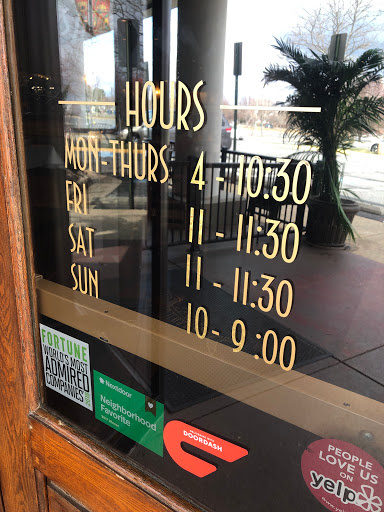 HOURS
MON-THURS 4 - 10:30
FRI 11 - 11:30
SAT 11 - 11:30
SUN 10 - 9:00
FORTUNE
WORLD'S MOST
ADMIRED
COMPANIES
Nextdoor
Neighborhood
Favorite
DOORDASH
PEOPLE
LOVE US
ON
yelp